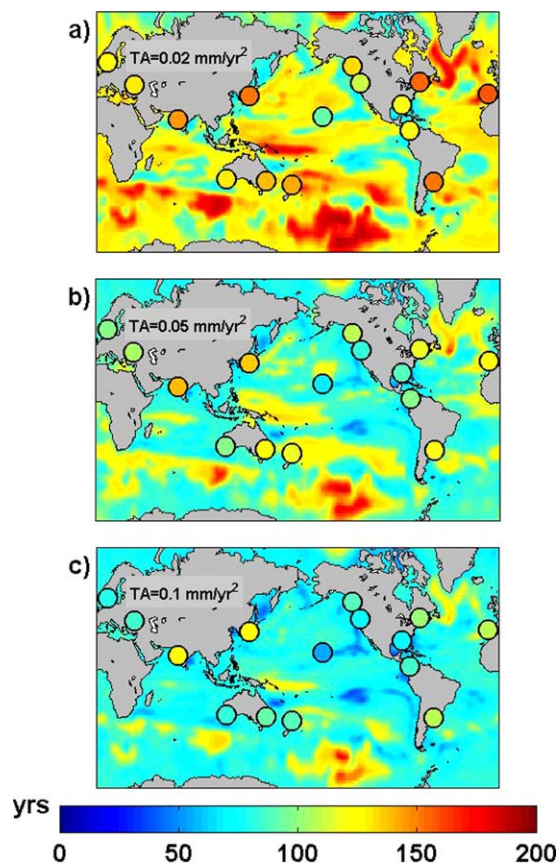 a)
TA=0.02 mm/yr²
b)
TA=0.05 mm/yr²
c)
TA=0.1 mm/yr²
yrs
0 50 100 150 200